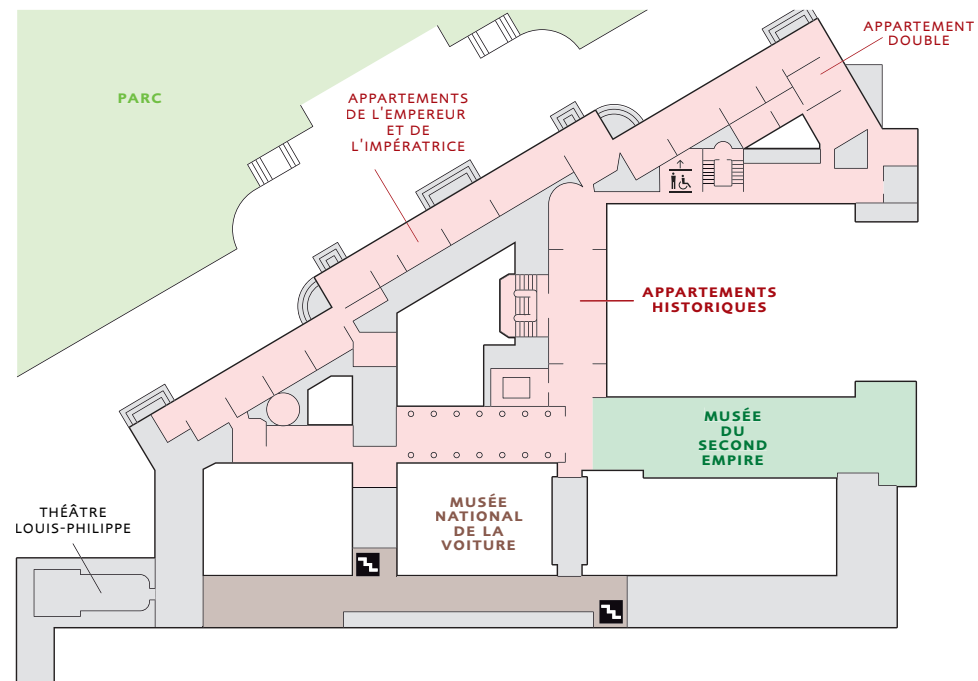 APPARTEMENT
DOUBLE
PARC
APPARTEMENTS
DE L'EMPEREUR
ET DE
L'IMPÉRATRICE
APPARTEMENTS
HISTORIQUES
MUSÉE
DU
SECOND
EMPIRE
MUSÉE
NATIONAL
DE LA
VOITURE
THÉÂTRE
LOUIS-PHILIPPE